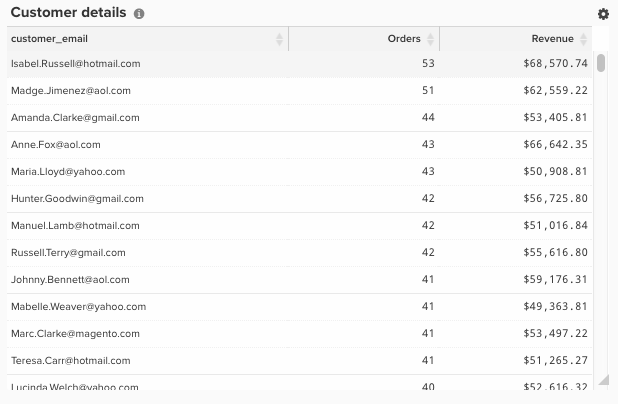 Customer details
customer_email Orders Revenue
Isabel.Russell@hotmail.com 53 $68,570.74
Madge.Jimenez@aol.com 51 $62,559.22
Amanda.Clarke@gmail.com 44 $53,405.81
Anne.Fox@aol.com 43 $66,642.35
Maria.Lloyd@yahoo.com 43 $50,908.81
Hunter.Goodwin@gmail.com 42 $56,725.80
Manuel.Lamb@hotmail.com 42 $51,016.84
Russell.Terry@gmail.com 42 $55,616.80
Johnny.Bennett@aol.com 41 $59,176.31
Mabelle.Weaver@yahoo.com 41 $49,363.81
Marc.Clarke@magento.com 41 $53,497.22
Teresa.Carr@hotmail.com 41 $51,265.27
Lucinda.Welch@yahoo.com 40 $52,616.32